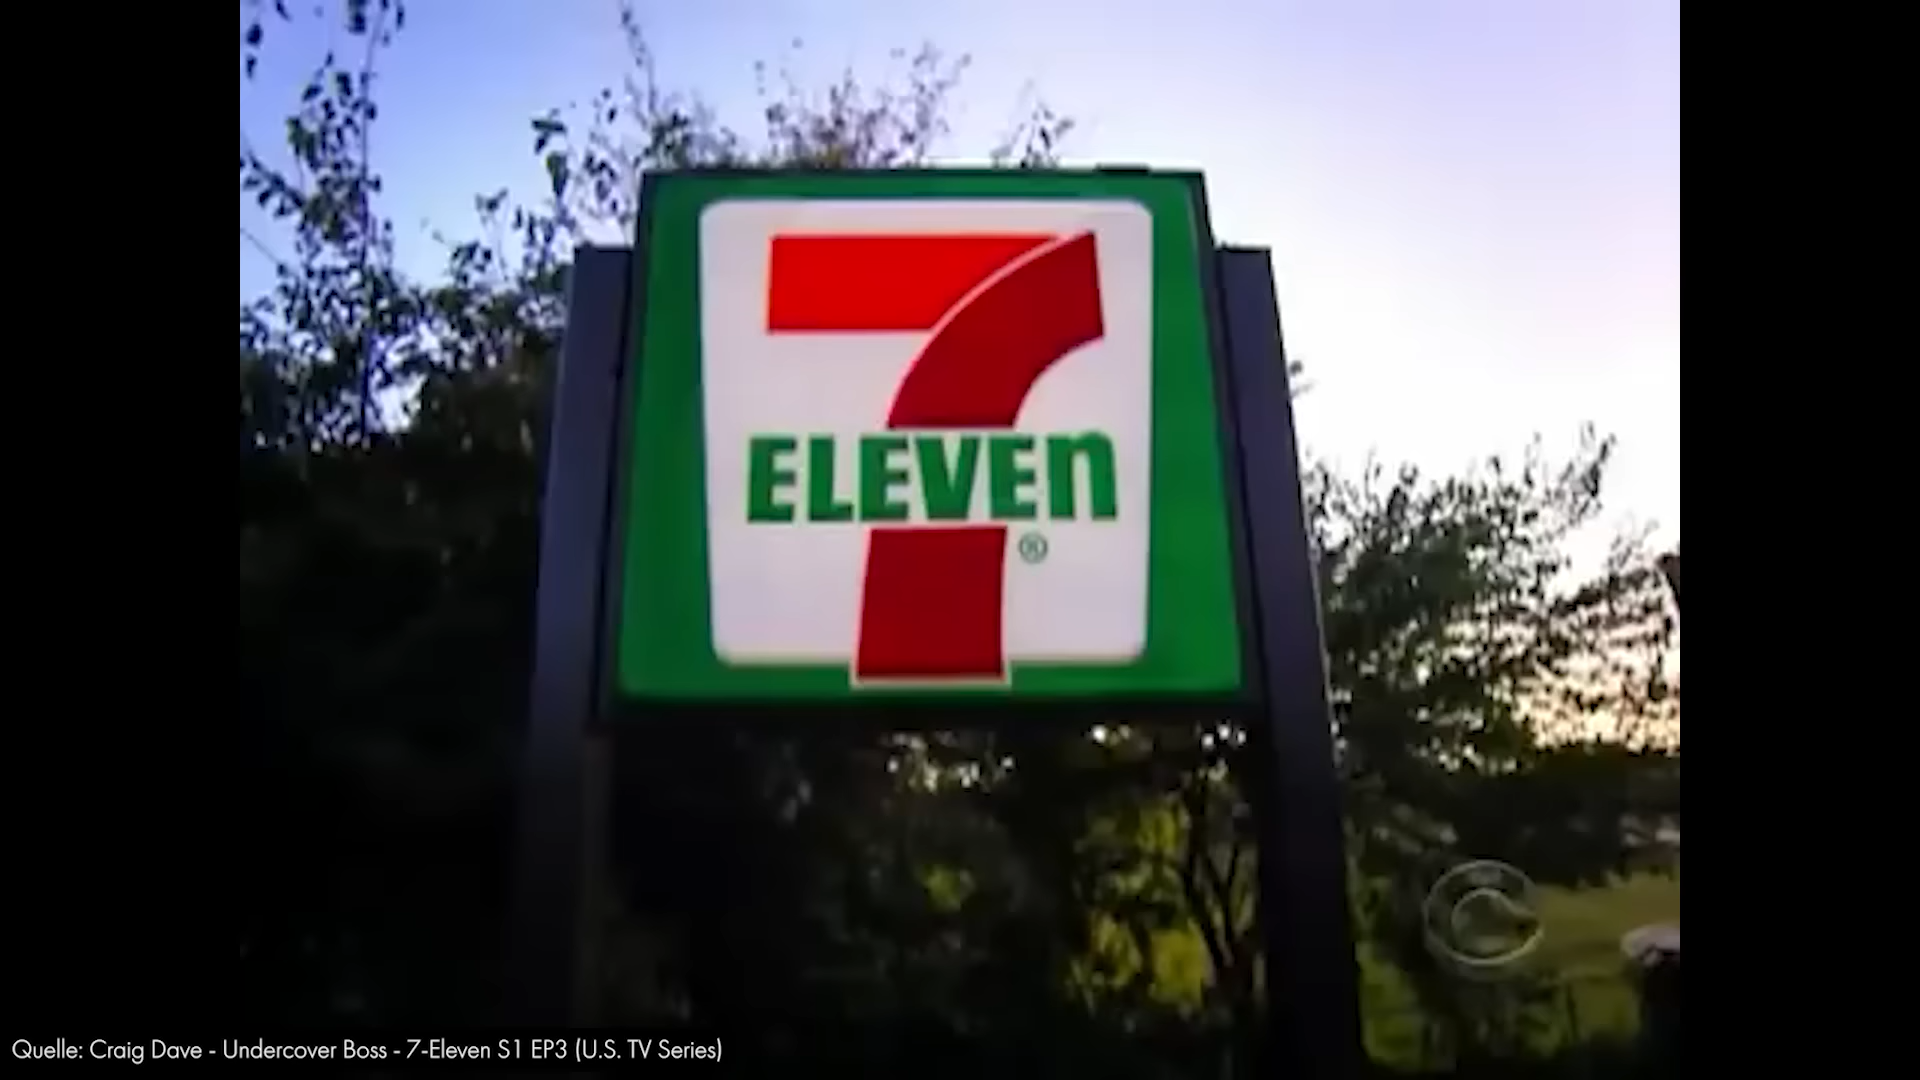 7
ELEVEn
®
Quelle: Craig Dave - Undercover Boss - 7-Eleven S1 EP3 (U.S. TV Series)